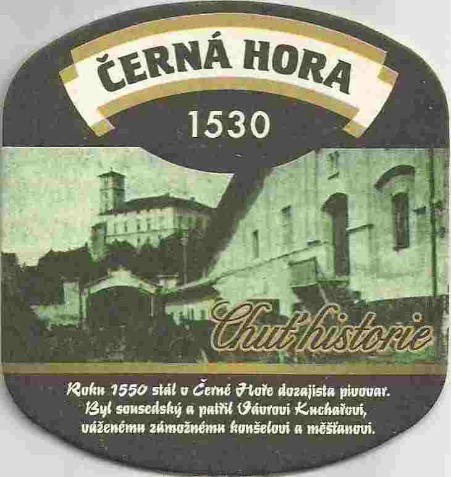 ČERNÁ HORA
1530
Chuť historie
Roku 1550 stál v Černé Hoře dozajista pivovar.
Byl sousedský a patřil Vávrovi Kuchařovi,
váženému zámožnému konšelovi a měšťanovi.